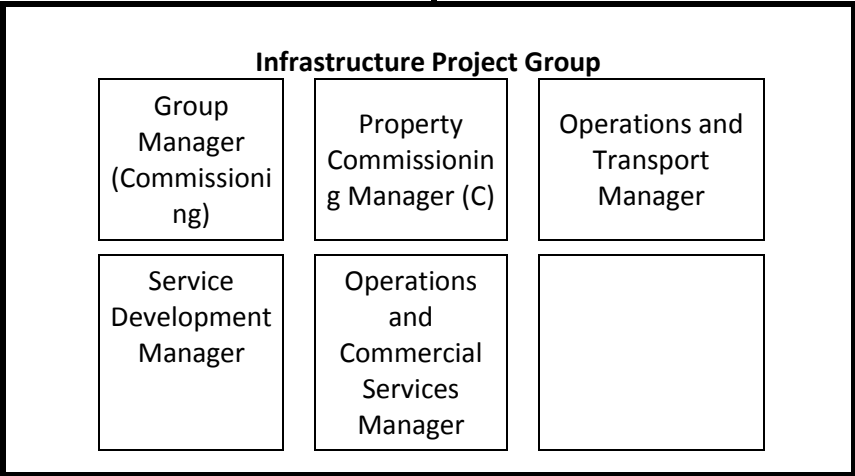 Infrastructure Project Group
Group
Manager
(Commissioni
ng)
Property
Commissionin
g Manager (C)
Operations and
Transport
Manager
Service
Development
Manager
Operations
and
Commercial
Services
Manager